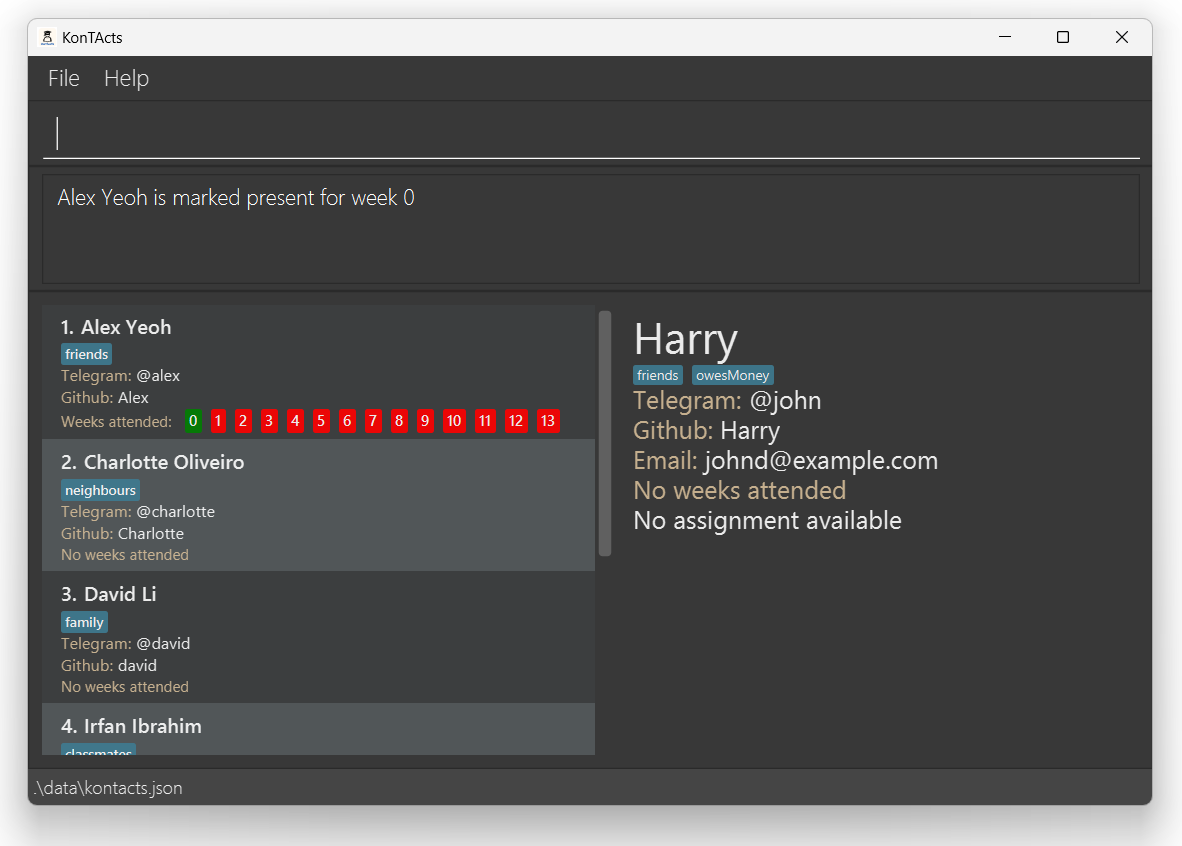 KonTActs
File Help
Alex Yeoh is marked present for week 0
1. Alex Yeoh
friends
Telegram: @alex
Github: Alex
Weeks attended: 0 1 2 3 4 5 6 7 8 9 10 11 12 13
2. Charlotte Oliveiro
neighbours
Telegram: @charlotte
Github: Charlotte
No weeks attended
3. David Li
family
Telegram: @david
Github: david
No weeks attended
4. Irfan Ibrahim
classmates
Harry
friends owesMoney
Telegram: @john
Github: Harry
Email: johnd@example.com
No weeks attended
No assignment available
.\data\kontacts.json